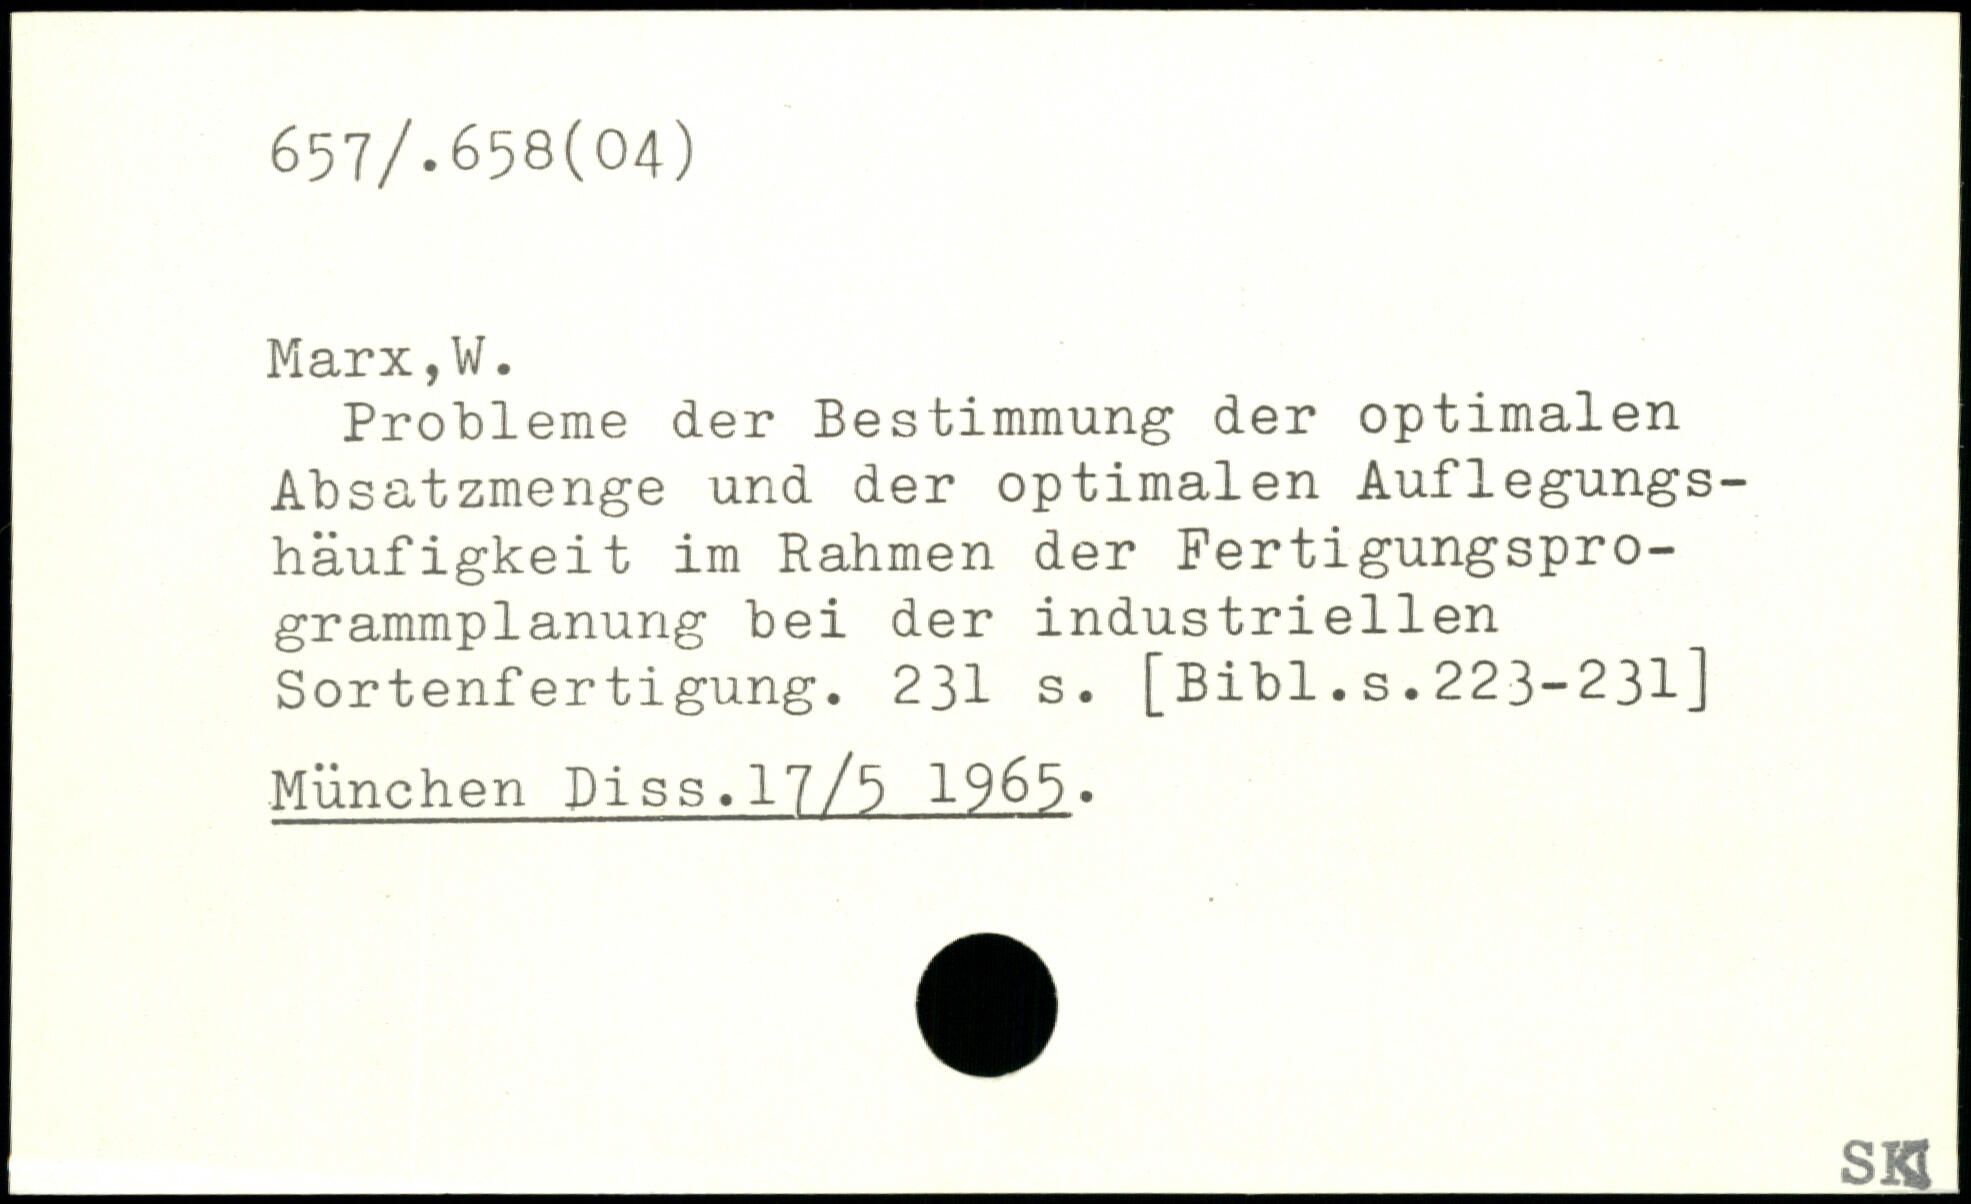 657/.658(04)
Marx,W.
Probleme der Bestimmung der optimalen
Absatzmenge und der optimalen Auflegungs-
häufigkeit im Rahmen der Fertigungspro-
grammplanung bei der industriellen
Sortenfertigung. 231 s. [Bibl.s.223-231]
München Diss.17/5 1965.